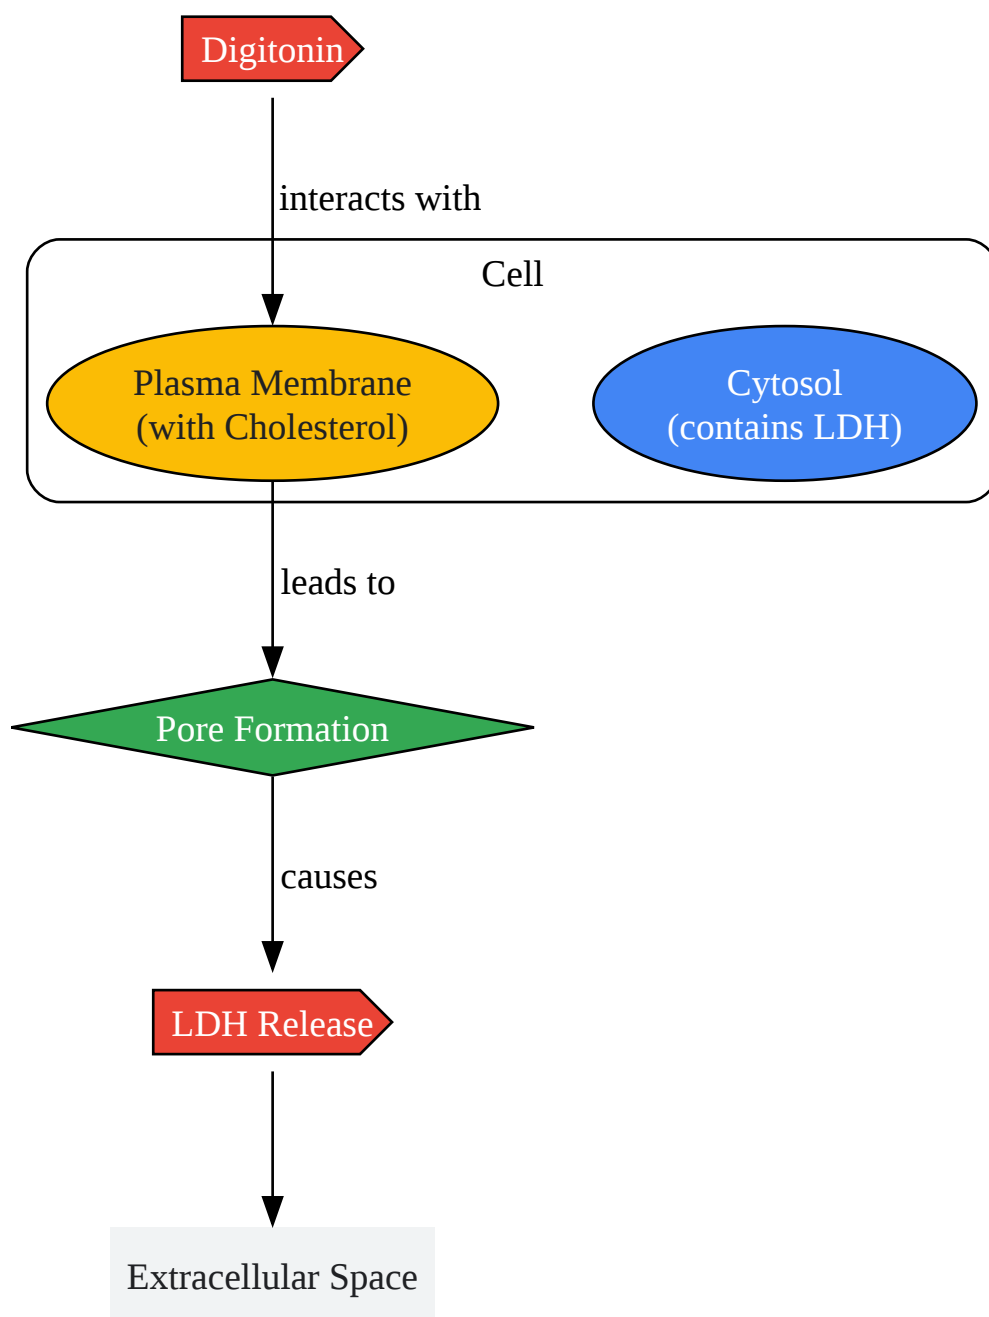 Digitonin
interacts with
Cell
Plasma Membrane
(with Cholesterol)
Cytosol
(contains LDH)
leads to
Pore Formation
causes
LDH Release
Extracellular Space